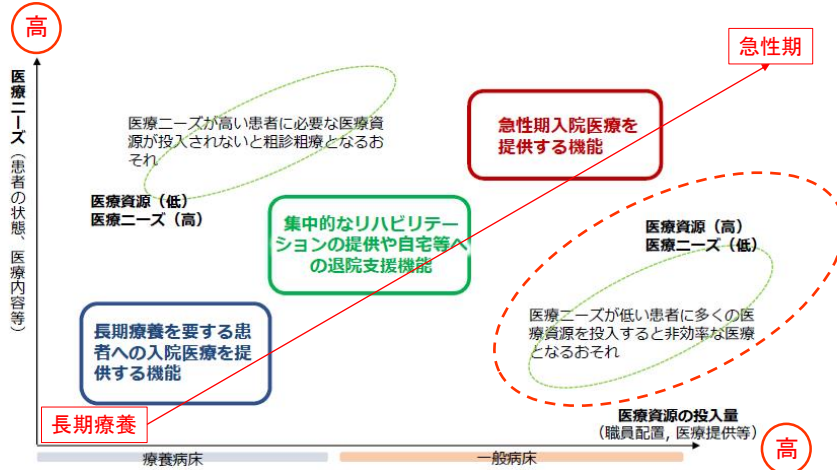 高
急性期
医療ニーズ（患者の状態、医療内容等）
医療ニーズが高い患者に必要な医療資
源が投入されないと粗診粗療となるお
それ
急性期入院医療を
提供する機能
医療資源（低）
医療ニーズ（高）
集中的なリハビリテー
ションの提供や自宅等へ
の退院支援機能
医療資源（高）
医療ニーズ（低）
長期療養を要する患
者への入院医療を提
供する機能
医療ニーズが低い患者に多くの医
療資源を投入すると非効率な医療
となるおそれ
長期療養
医療資源の投入量
（職員配置, 医療提供等）
高
療養病床
一般病床